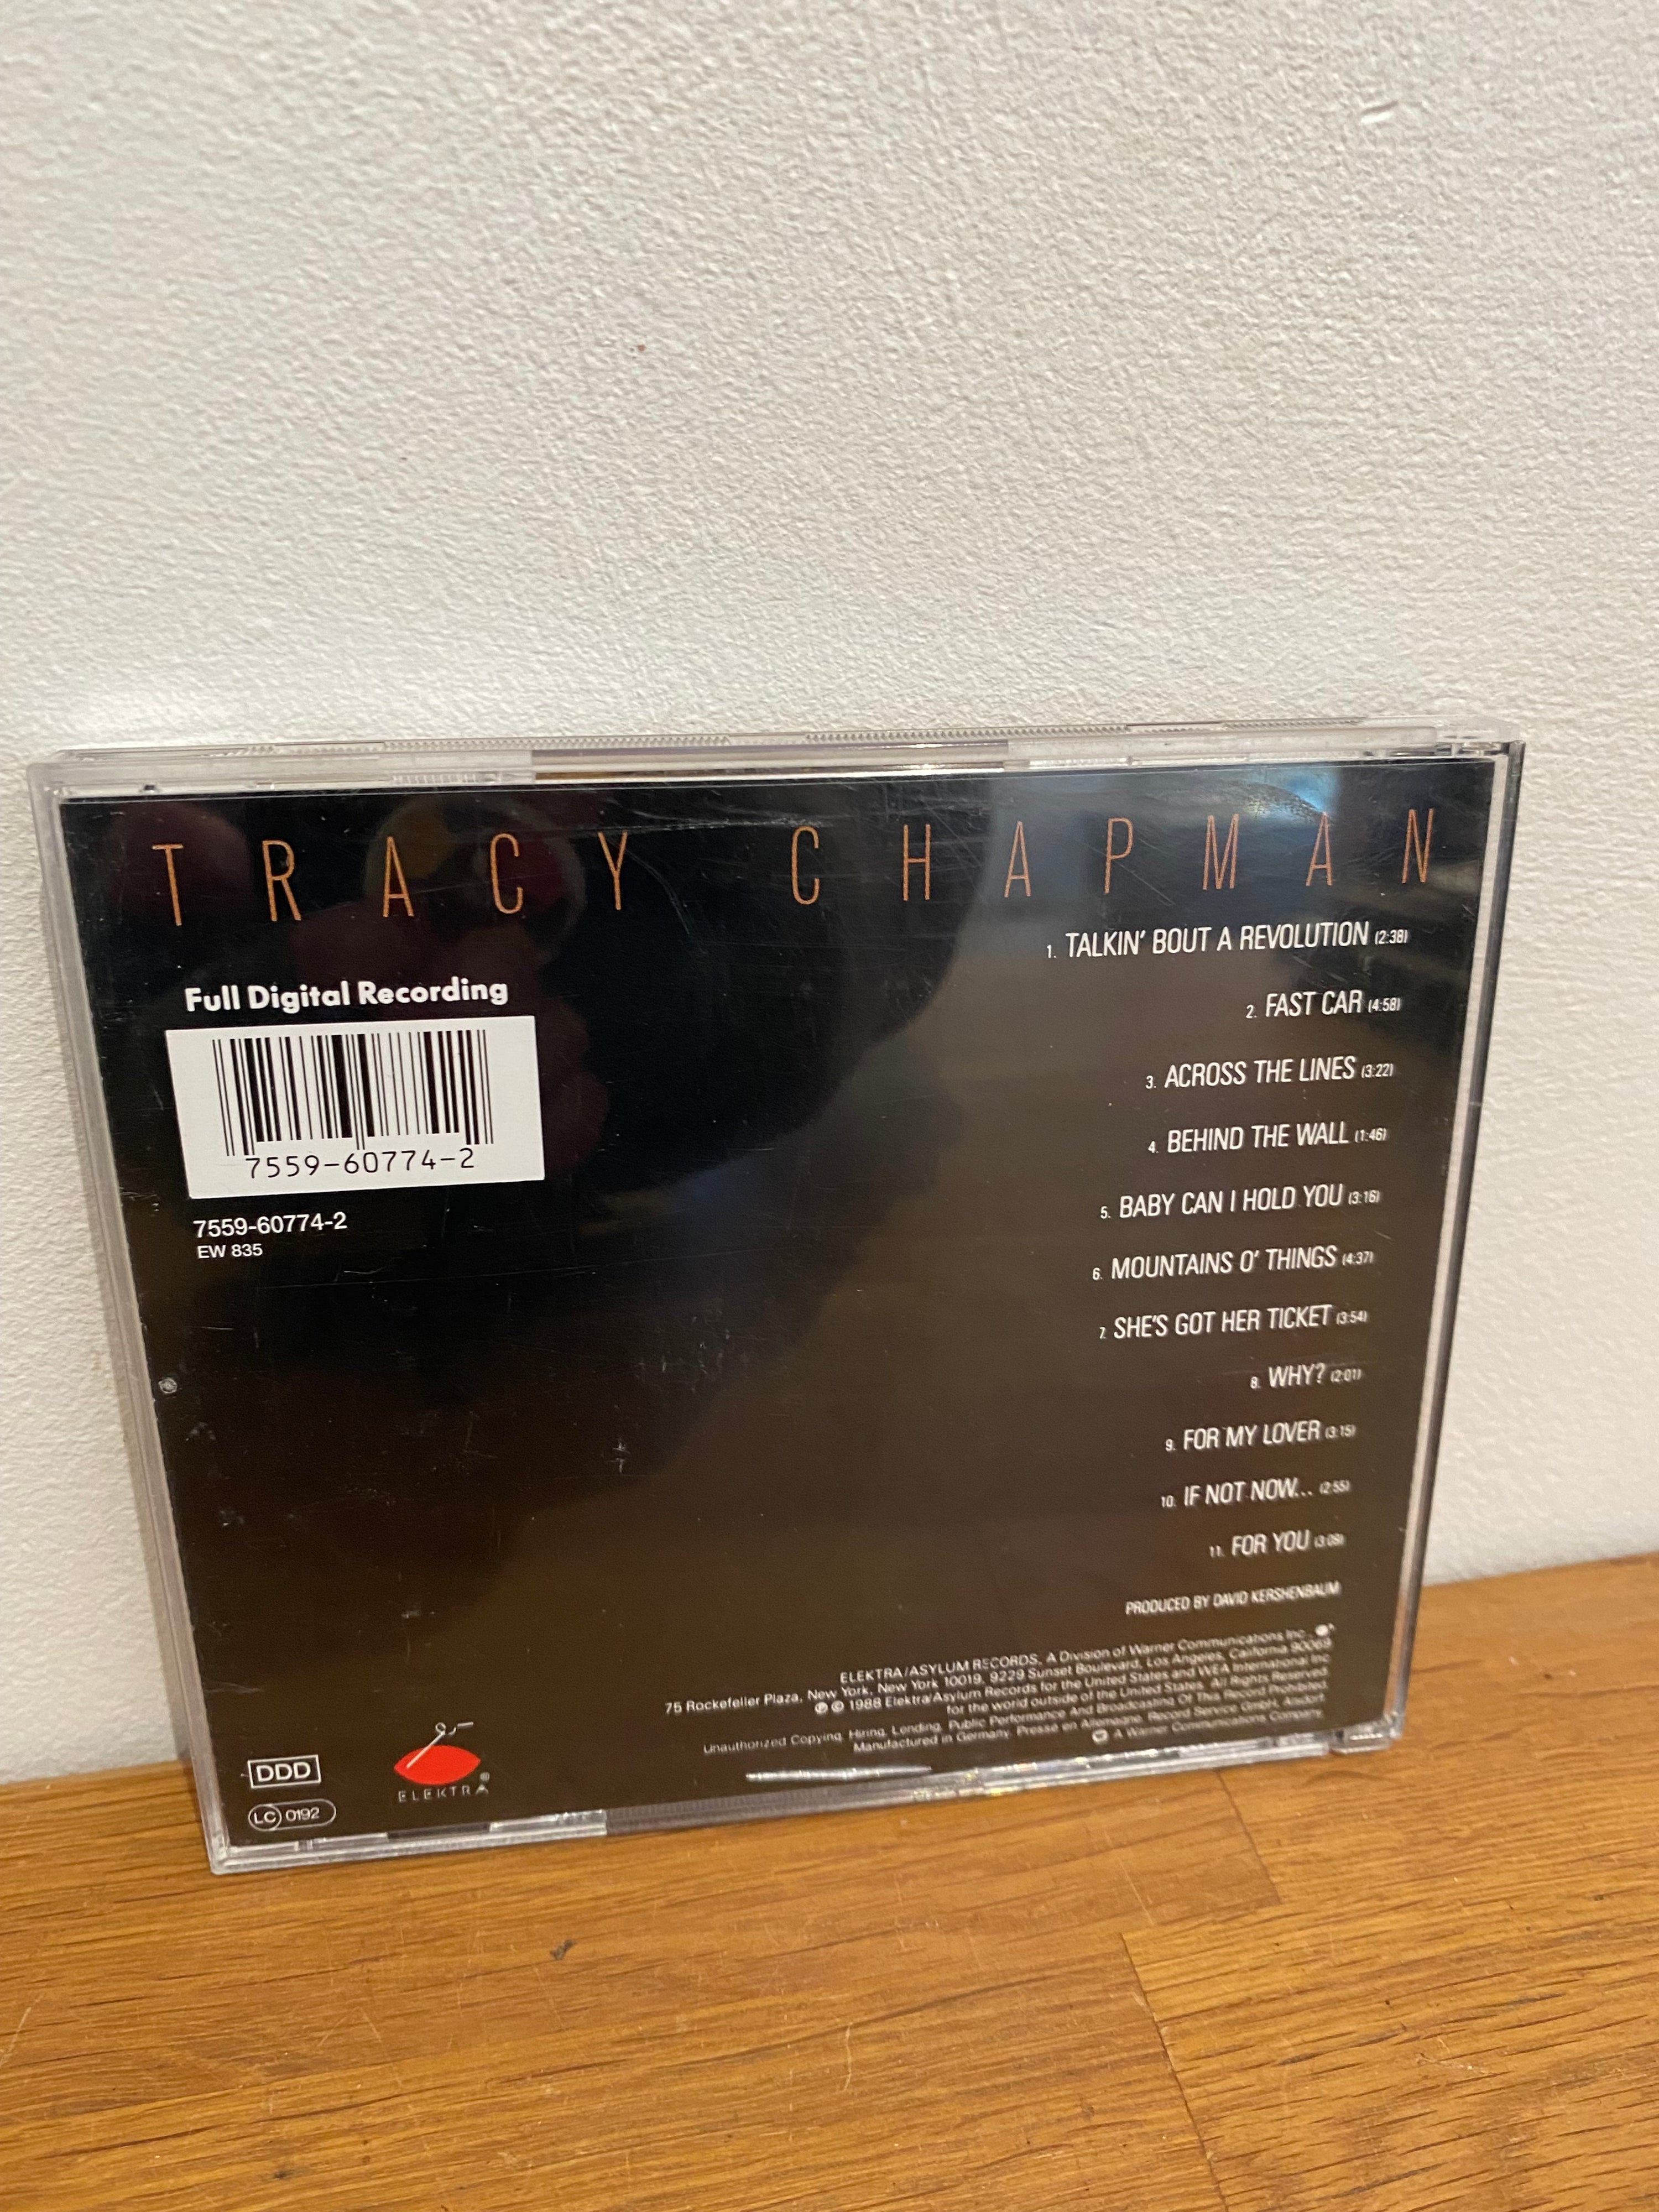 TRACY CHAPMAN
Full Digital Recording
7559-60774-2
7559-60774-2
EW 835
1. TALKIN' BOUT A REVOLUTION (2:38)
2. FAST CAR (4:58)
3. ACROSS THE LINES (3:22)
4. BEHIND THE WALL (1:46)
5. BABY CAN I HOLD YOU (3:16)
6. MOUNTAINS O' THINGS (4:37)
7. SHE'S GOT HER TICKET (3:54)
8. WHY? (2:01)
9. FOR MY LOVER (3:15)
10. IF NOT NOW... (2:55)
11. FOR YOU (3:08)
PRODUCED BY DAVID KERSHENBAUM
ELEKTRA/ASYLUM RECORDS, A Division of Warner Communications Inc.
75 Rockefeller Plaza, New York, New York 10019. 9229 Sunset Boulevard, Los Angeles, California 90069
℗ © 1988 Elektra/Asylum Records for the United States and WEA International Inc
for the world outside of the United States. All Rights Reserved.
Unauthorized Copying, Hiring, Lending, Public Performance And Broadcasting Of This Record Prohibited.
Manufactured in Germany. Pressé en Allemagne. Record Service GmbH, Alsdorf.
A Warner Communications Company.
DDD
LC 0192
ELEKTRA ®